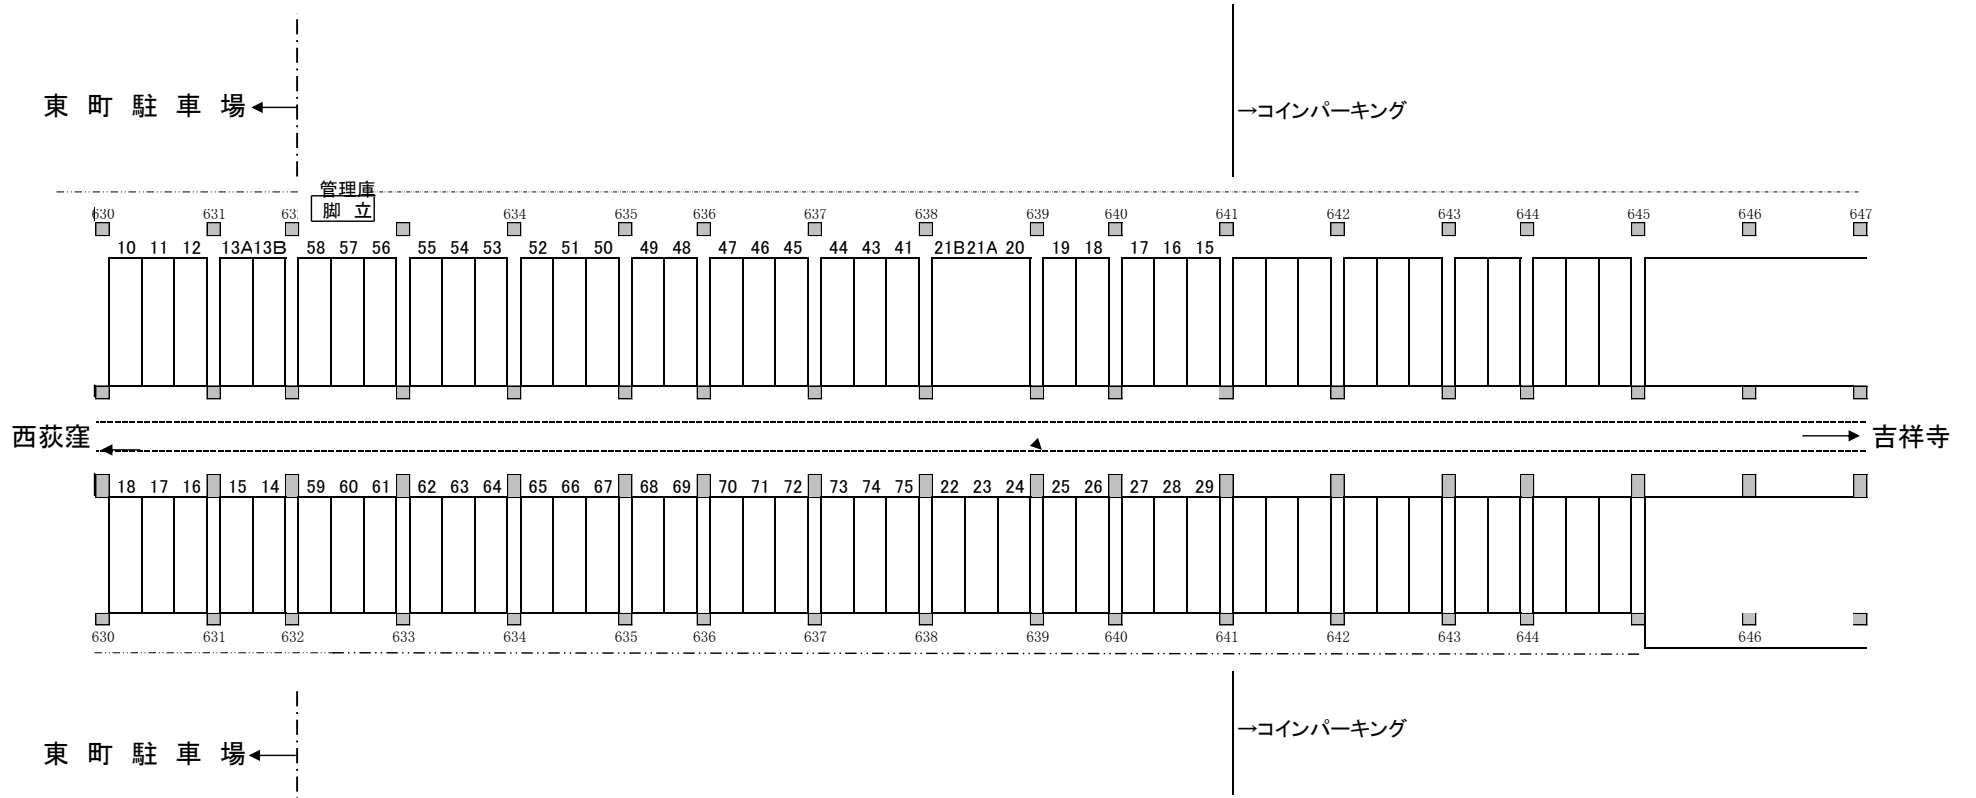 東 町 駐 車 場
→コインパーキング
管理庫
脚 立
630 631 63 634 635 636 637 638 639 640 641 642 643 644 645 646 647
10 11 12 13A 13B 58 57 56 55 54 53 52 51 50 49 48 47 46 45 44 43 41 21B 21A 20 19 18 17 16 15
西荻窪
吉祥寺
18 17 16 15 14 59 60 61 62 63 64 65 66 67 68 69 70 71 72 73 74 75 22 23 24 25 26 27 28 29
630 631 632 633 634 635 636 637 638 639 640 641 642 643 644 646
→コインパーキング
東 町 駐 車 場